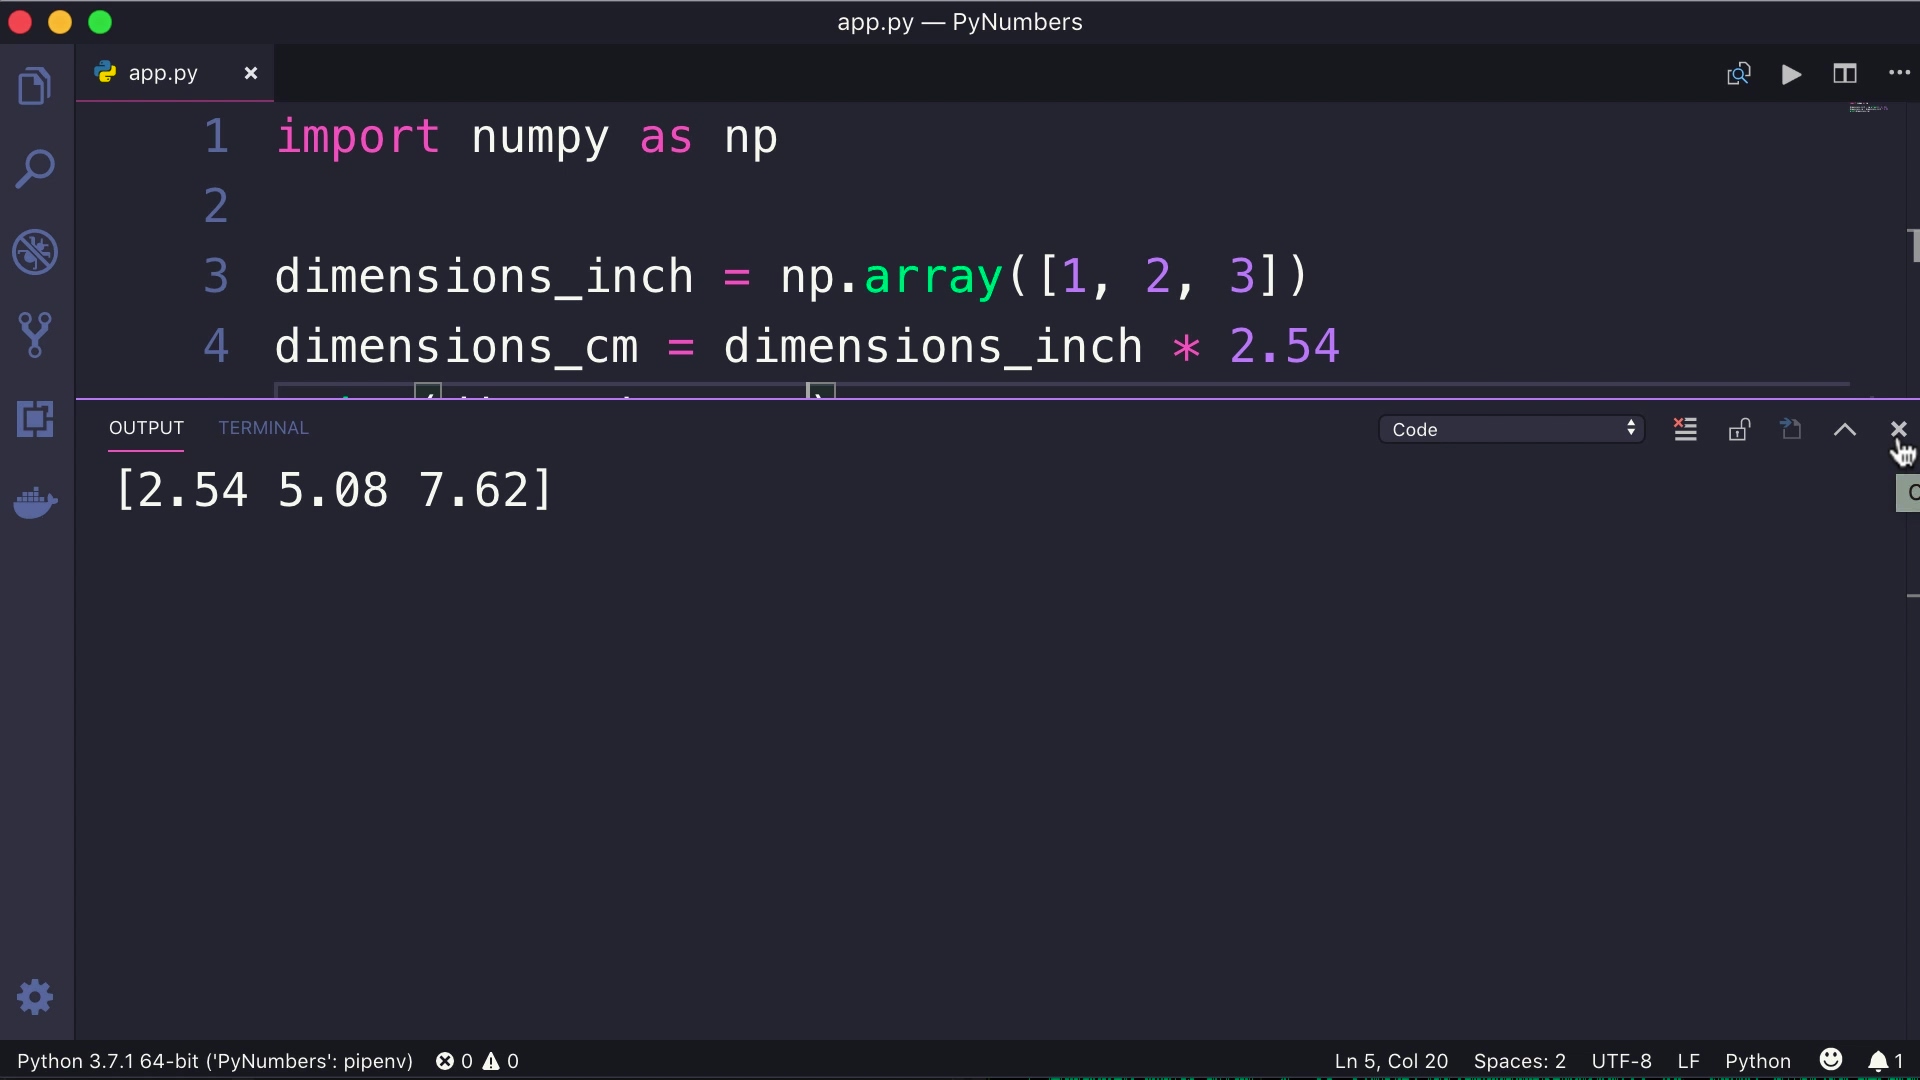 app.py — PyNumbers
app.py
1 import numpy as np
2
3 dimensions_inch = np.array([1, 2, 3])
4 dimensions_cm = dimensions_inch * 2.54
OUTPUT TERMINAL Code
[2.54 5.08 7.62]
Python 3.7.1 64-bit ('PyNumbers': pipenv) 0 0 Ln 5, Col 20 Spaces: 2 UTF-8 LF Python 1